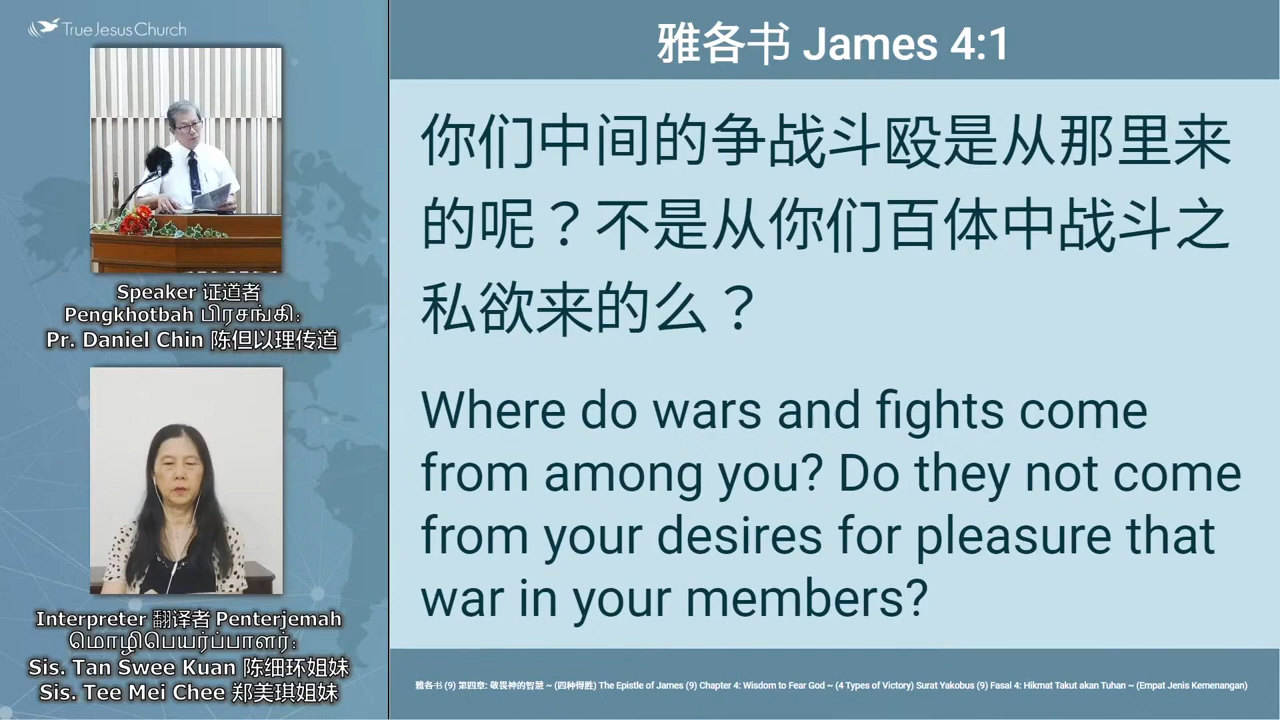 True Jesus Church
Speaker 证道者
Pengkhotbah பிரசங்கி:
Pr. Daniel Chin 陈但以理传道
Interpreter 翻译者 Penterjemah
மொழிபெயர்ப்பாளர்:
Sis. Tan Swee Kuan 陈细环姐妹
Sis. Tee Mei Chee 郑美琪姐妹
雅各书 James 4:1
你们中间的争战斗殴是从那里来
的呢？不是从你们百体中战斗之
私欲来的么？
Where do wars and fights come
from among you? Do they not come
from your desires for pleasure that
war in your members?
雅各书 (9) 第四章: 敬畏神的智慧 ~ (四种得胜) The Epistle of James (9) Chapter 4: Wisdom to Fear God ~ (4 Types of Victory) Surat Yakobus (9) Fasal 4: Hikmat Takut akan Tuhan ~ (Empat Jenis Kemenangan)